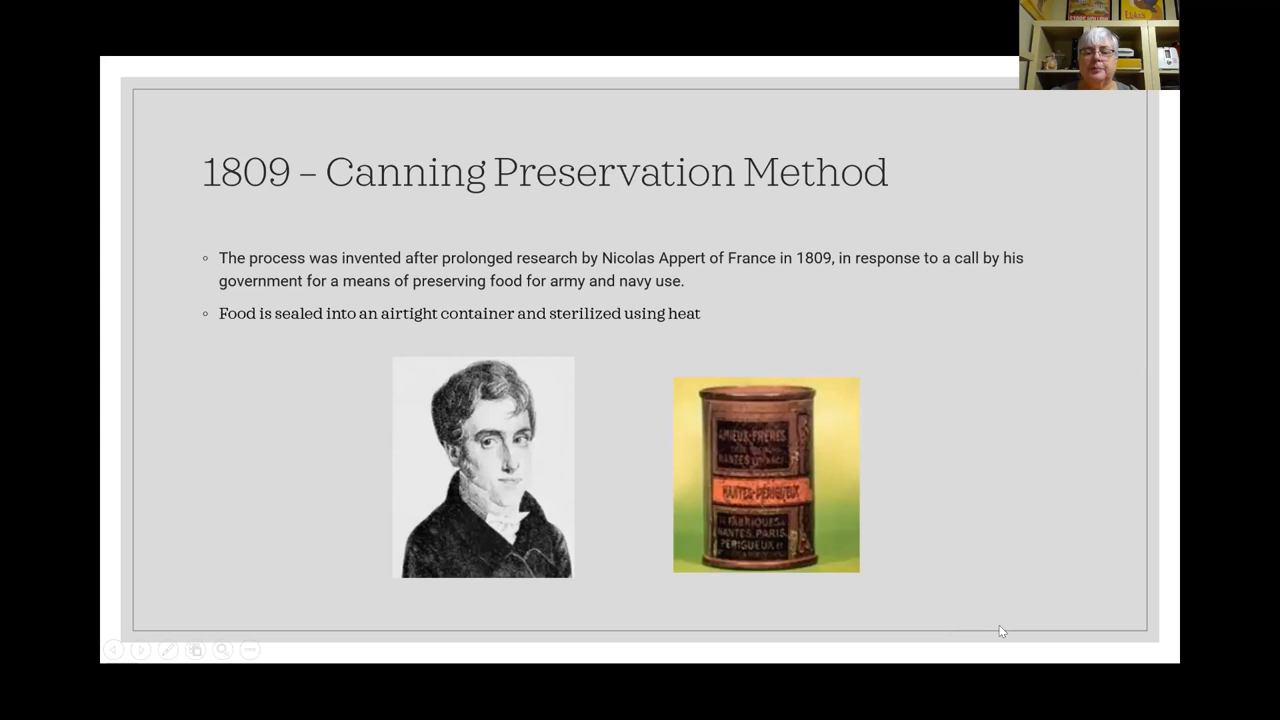 1809 – Canning Preservation Method
The process was invented after prolonged research by Nicolas Appert of France in 1809, in response to a call by his
government for a means of preserving food for army and navy use.
Food is sealed into an airtight container and sterilized using heat
AMIEUX-FRERES
NANTES
NANTES-PÉRIGUEUX
FABRIQUES
NANTES, PARIS,
PERIGUEUX